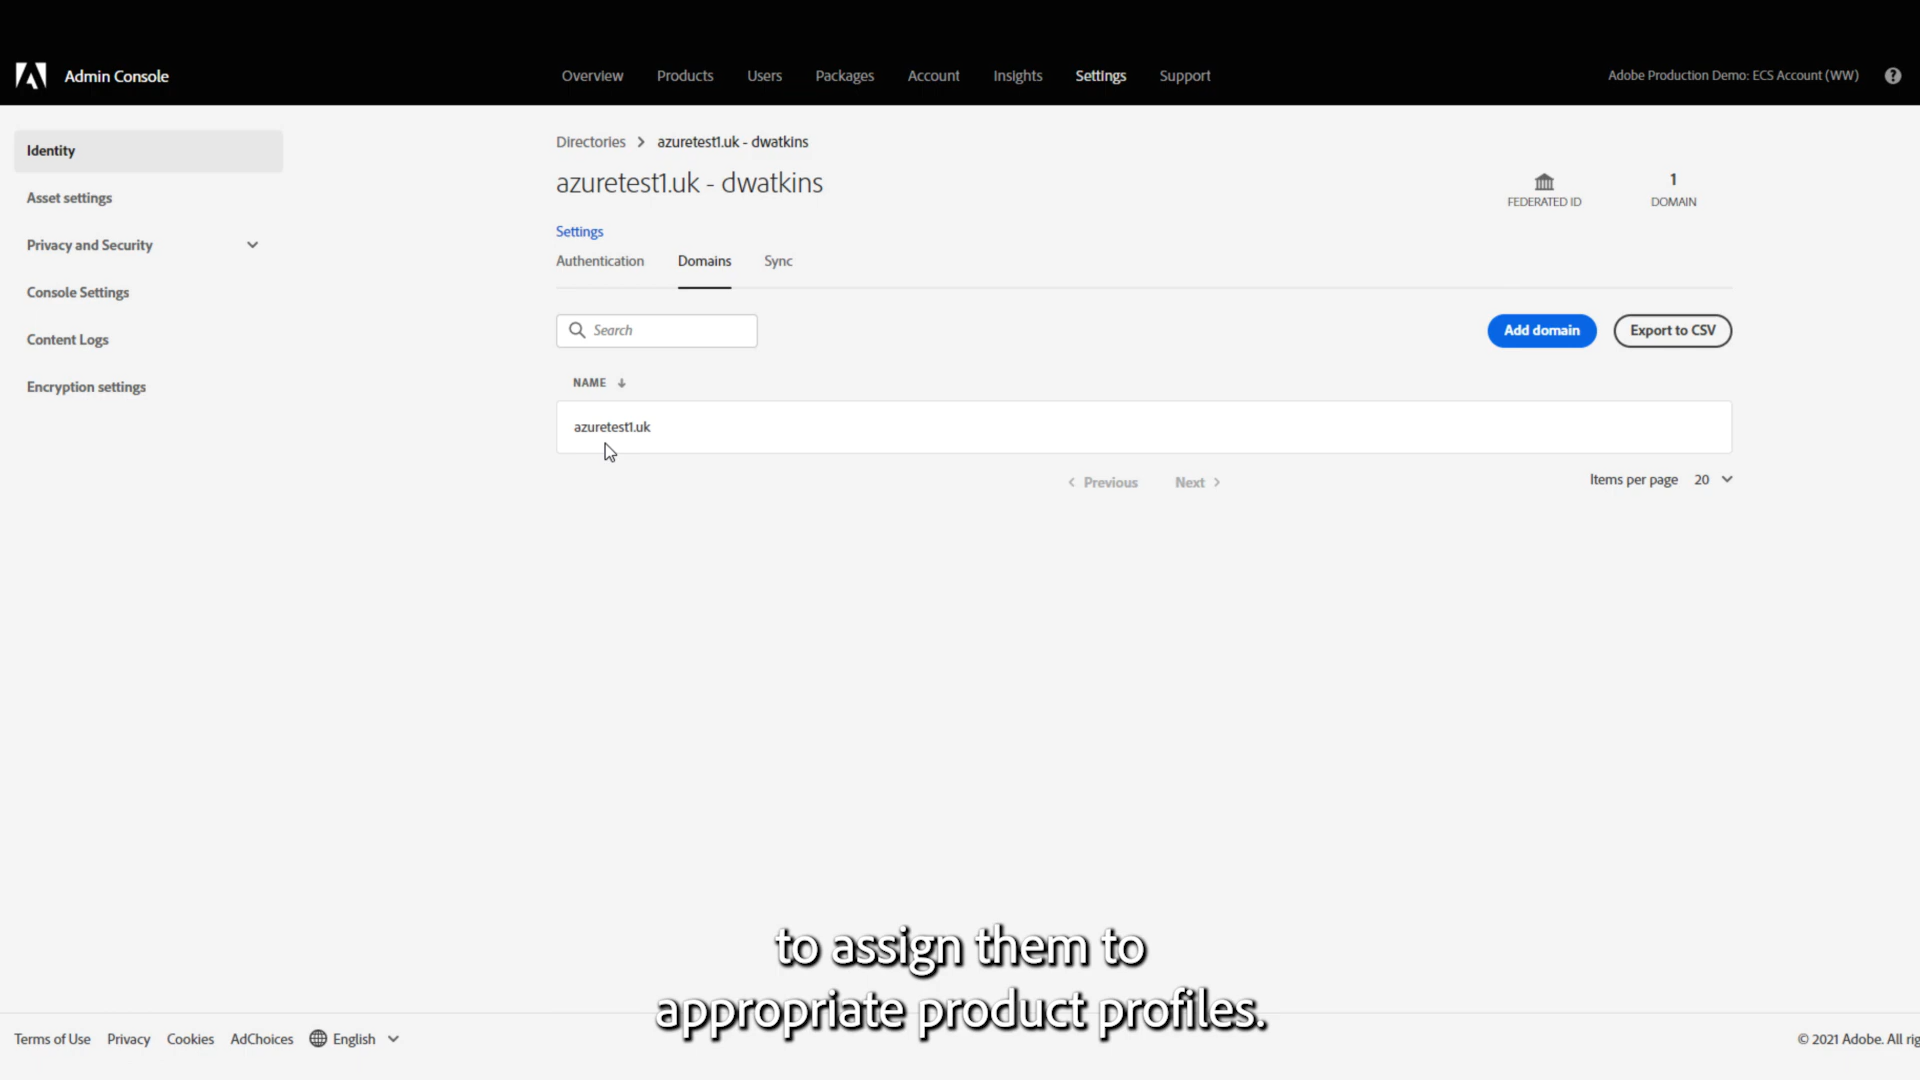 Admin Console
Overview Products Users Packages Account Insights Settings Support
Adobe Production Demo: ECS Account (WW)
Identity
Asset settings
Privacy and Security
Console Settings
Content Logs
Encryption settings
Directories > azuretest1.uk - dwatkins
azuretest1.uk - dwatkins
FEDERATED ID
1
DOMAIN
Settings
Authentication Domains Sync
Search
Add domain
Export to CSV
NAME
azuretest1.uk
< Previous Next >
Items per page 20
to assign them to
appropriate product profiles.
Terms of Use Privacy Cookies AdChoices English
© 2021 Adobe. All rig